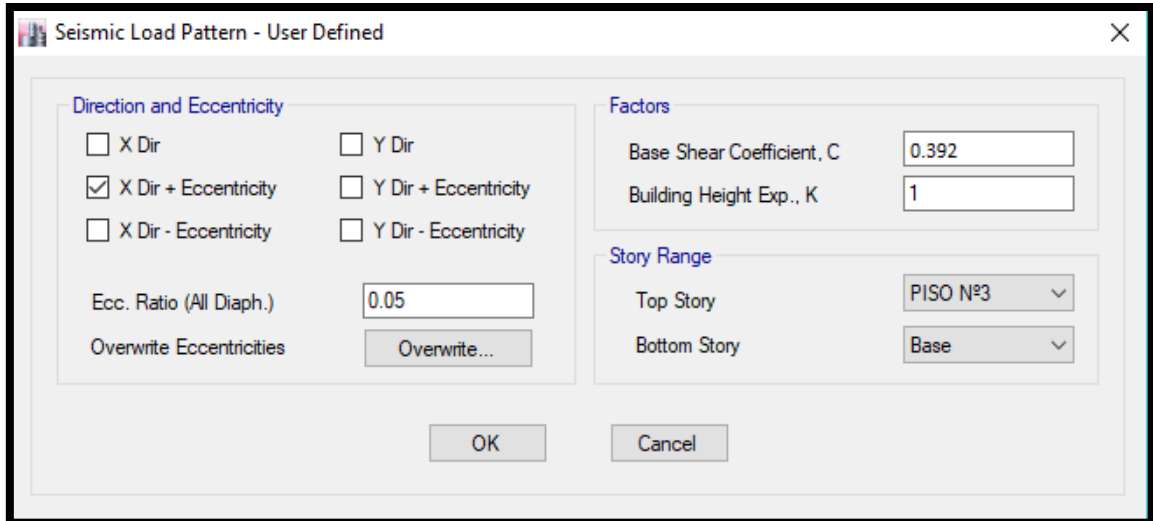 Seismic Load Pattern - User Defined
Direction and Eccentricity
X Dir
Y Dir
X Dir + Eccentricity
Y Dir + Eccentricity
X Dir - Eccentricity
Y Dir - Eccentricity
Ecc. Ratio (All Diaph.)
0.05
Overwrite Eccentricities
Overwrite...
Factors
Base Shear Coefficient, C
0.392
Building Height Exp., K
1
Story Range
Top Story
PISO Nº3
Bottom Story
Base
OK
Cancel